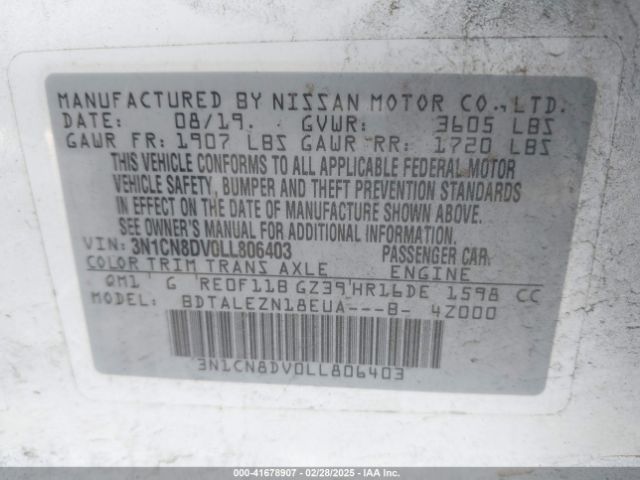 MANUFACTURED BY NISSAN MOTOR CO., LTD.
DATE: 08/19. GVWR: 3605 LBS
GAWR FR: 1907 LBS GAWR RR: 1720 LBS
THIS VEHICLE CONFORMS TO ALL APPLICABLE FEDERAL MOTOR
VEHICLE SAFETY, BUMPER AND THEFT PREVENTION STANDARDS
IN EFFECT ON THE DATE OF MANUFACTURE SHOWN ABOVE.
SEE OWNER'S MANUAL FOR ADDITIONAL INFORMATION.
VIN: 3N1CN8DV0LL806403 PASSENGER CAR.
COLOR TRIM TRANS AXLE ENGINE
QM1 G RE0F11B GZ39 HR16DE 1598 CC
MODEL: BDTALEZN18EUA---B- 4Z000
3N1CN8DV0LL806403
00-41678907 | 02/28/2025 - IAA Inc.